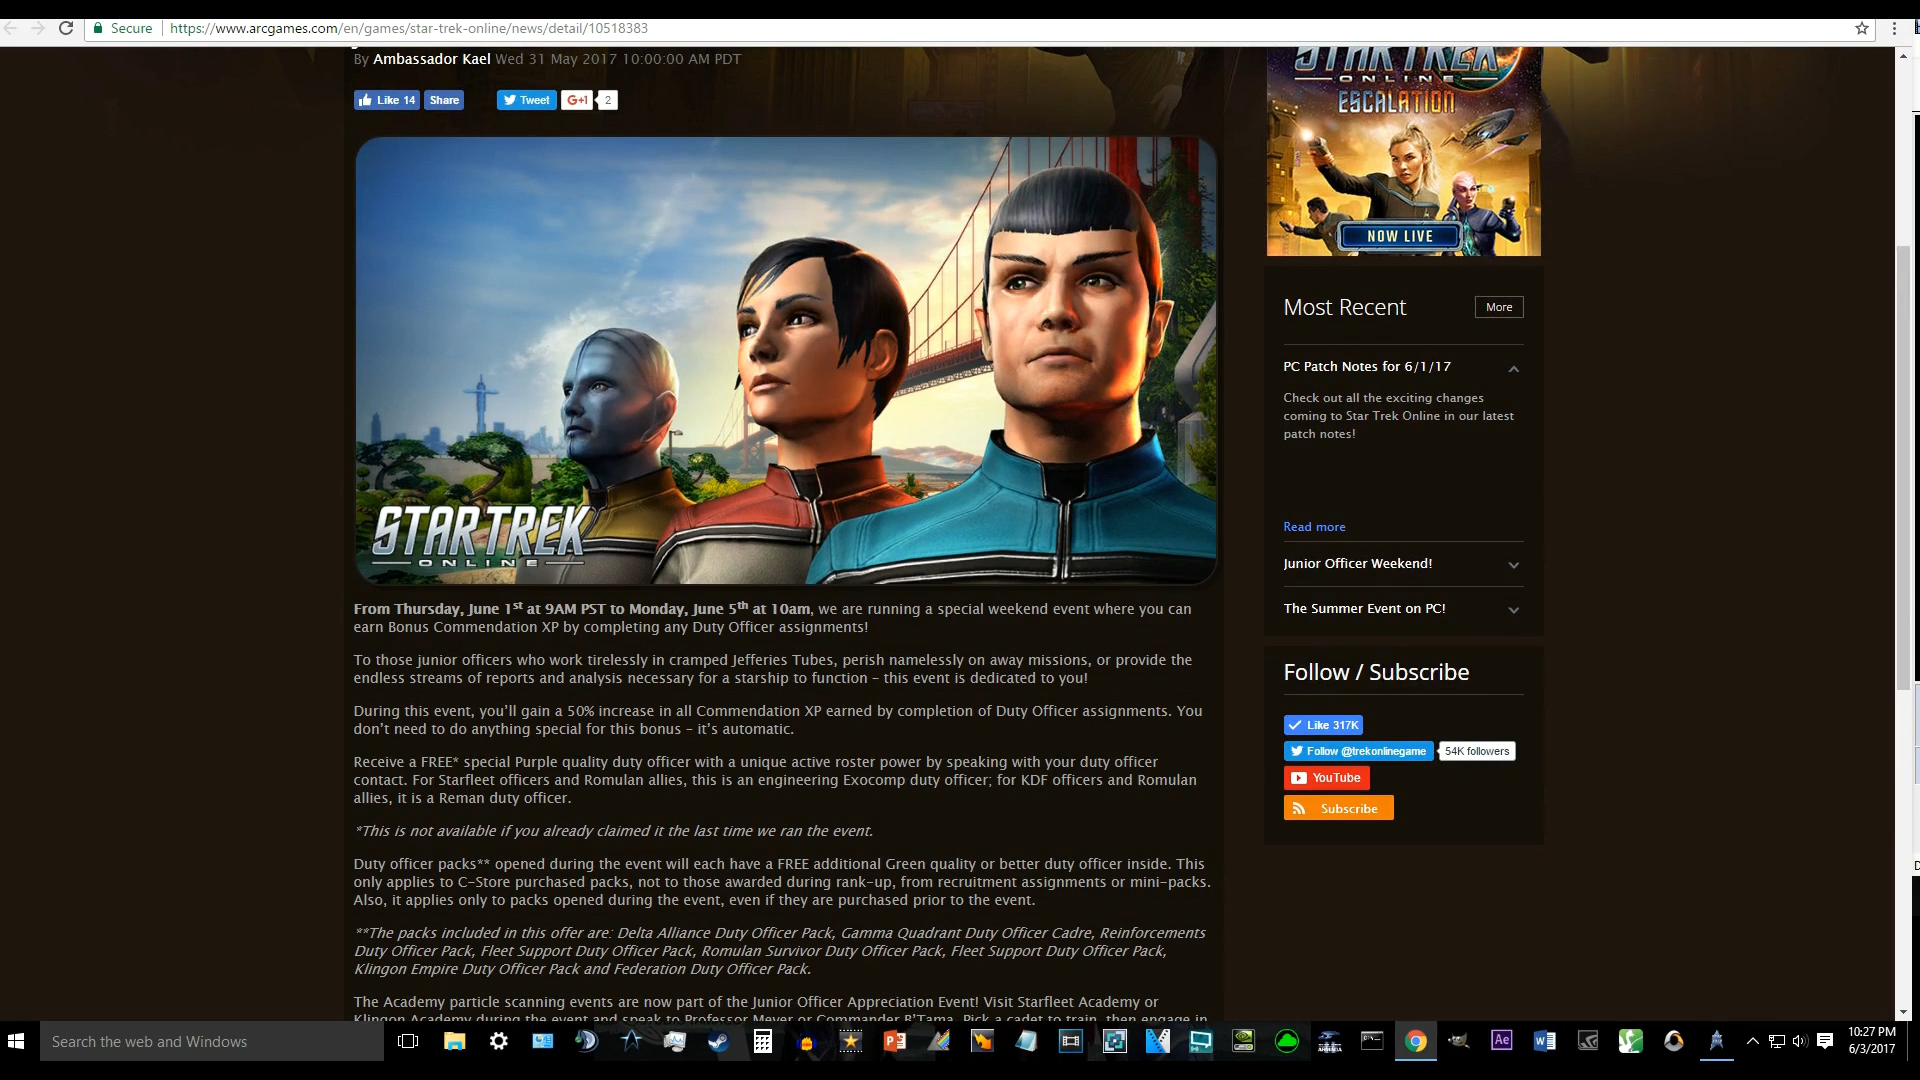 Secure
https://www.arcgames.com/en/games/star-trek-online/news/detail/10518383
By Ambassador Kael Wed 31 May 2017 10:00:00 AM PDT
Like 14 Share Tweet G+1 2
STAR TREK
ONLINE
From Thursday, June 1st at 9AM PST to Monday, June 5th at 10am, we are running a special weekend event where you can
earn Bonus Commendation XP by completing any Duty Officer assignments!
To those junior officers who work tirelessly in cramped Jefferies Tubes, perish namelessly on away missions, or provide the
endless streams of reports and analysis necessary for a starship to function – this event is dedicated to you!
During this event, you’ll gain a 50% increase in all Commendation XP earned by completion of Duty Officer assignments. You
don’t need to do anything special for this bonus – it’s automatic.
Receive a FREE* special Purple quality duty officer with a unique active roster power by speaking with your duty officer
contact. For Starfleet officers and Romulan allies, this is an engineering Exocomp duty officer; for KDF officers and Romulan
allies, it is a Reman duty officer.
*This is not available if you already claimed it the last time we ran the event.
Duty officer packs** opened during the event will each have a FREE additional Green quality or better duty officer inside. This
only applies to C-Store purchased packs, not to those awarded during rank-up, from recruitment assignments or mini-packs.
Also, it applies only to packs opened during the event, even if they are purchased prior to the event.
**The packs included in this offer are: Delta Alliance Duty Officer Pack, Gamma Quadrant Duty Officer Cadre, Reinforcements
Duty Officer Pack, Fleet Support Duty Officer Pack, Romulan Survivor Duty Officer Pack, Fleet Support Duty Officer Pack,
Klingon Empire Duty Officer Pack and Federation Duty Officer Pack.
The Academy particle scanning events are now part of the Junior Officer Appreciation Event! Visit Starfleet Academy or
Klingon Academy during the event and speak to Professor Meyer or Commander B’Tama. Pick a cadet to train, then engage in
STAR TREK
ONLINE
ESCALATION
NOW LIVE
Most Recent
More
PC Patch Notes for 6/1/17
Check out all the exciting changes
coming to Star Trek Online in our latest
patch notes!
Read more
Junior Officer Weekend!
The Summer Event on PC!
Follow / Subscribe
Like 317K
Follow @trekonlinegame 54K followers
YouTube
Subscribe
Search the web and Windows
Ae
10:27 PM
6/3/2017